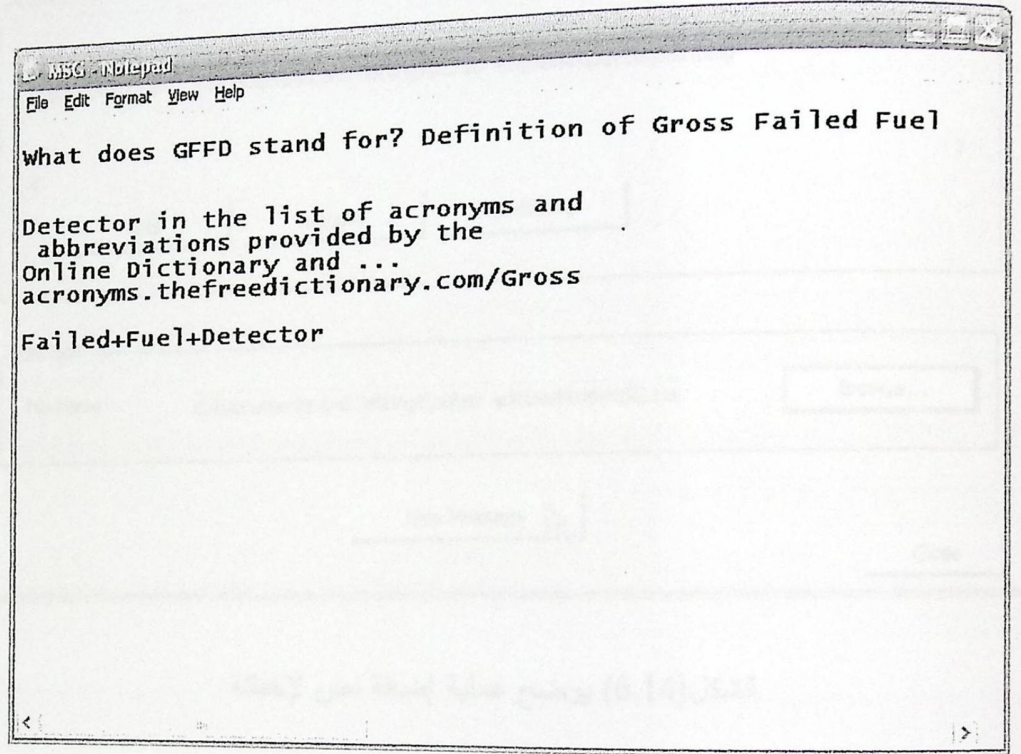 MSG - Notepad
File Edit Format View Help
What does GFFD stand for? Definition of Gross Failed Fuel
Detector in the list of acronyms and
abbreviations provided by the
Online Dictionary and ...
acronyms.thefreedictionary.com/Gross
Failed+Fuel+Detector